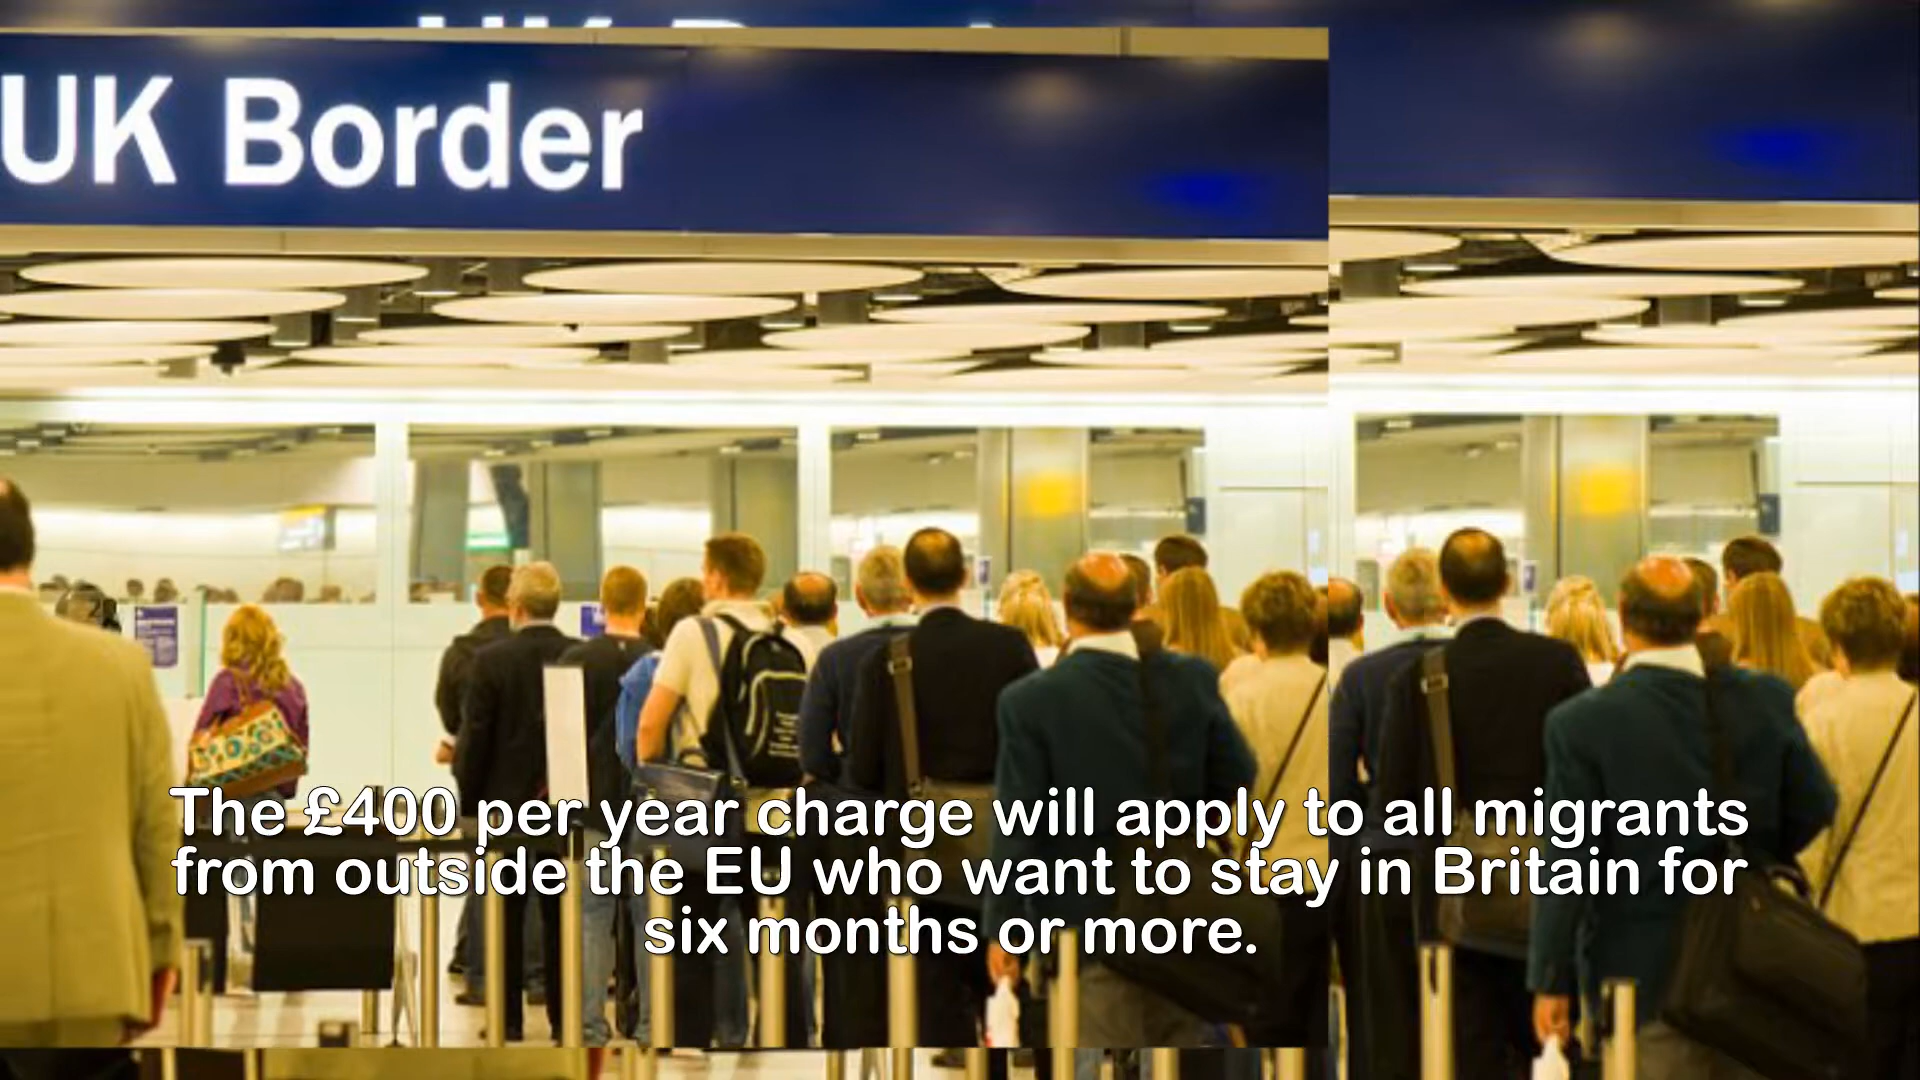 UK Border
The £400 per year charge will apply to all migrants
from outside the EU who want to stay in Britain for
six months or more.